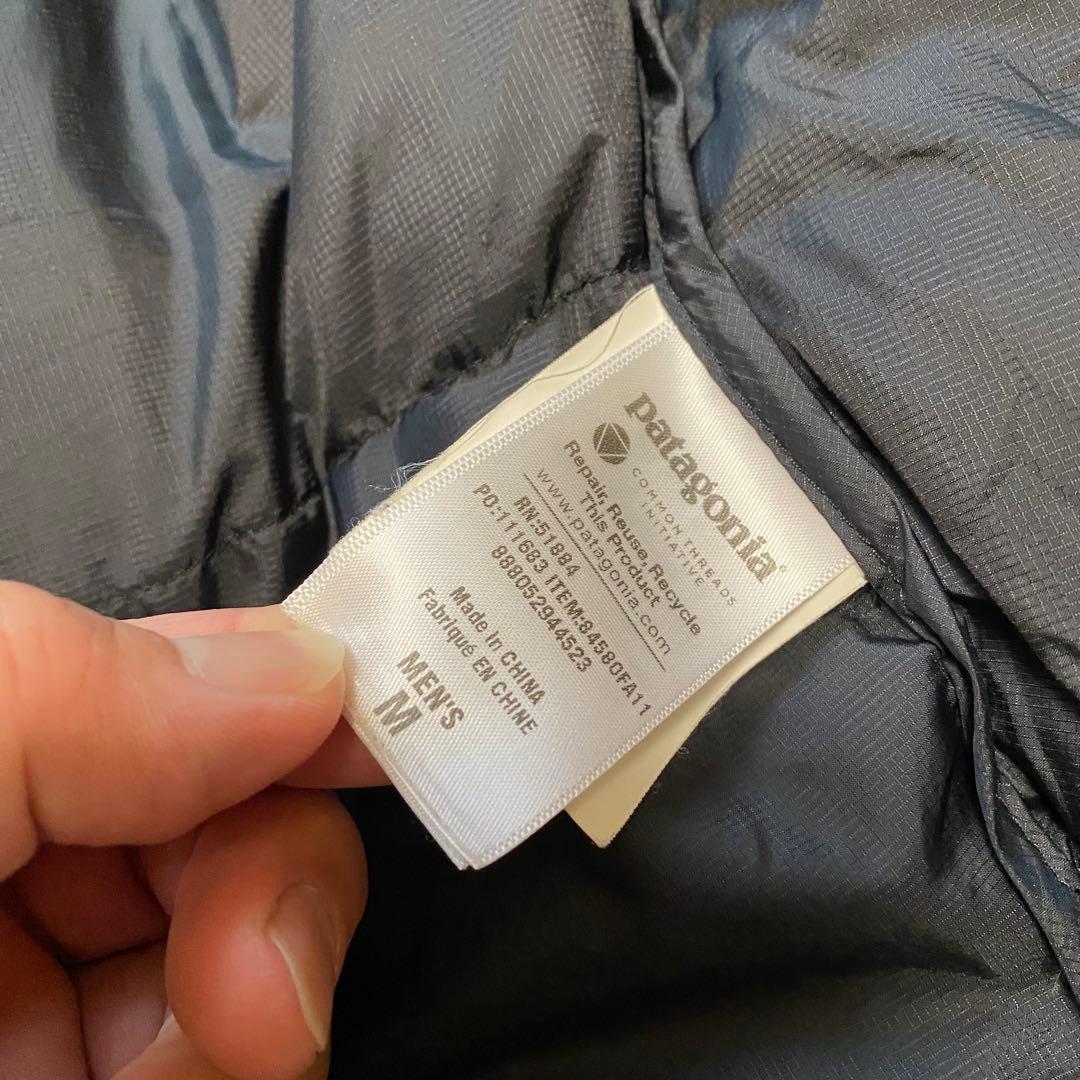 patagonia®
COMMON THREADS
INITIATIVE
Repair, Reuse, Recycle
This Product
www.patagonia.com
RN:51884
PO:111683 ITEM:84580FA11
888052944523
Made in CHINA
Fabriqué EN CHINE
MEN'S
M